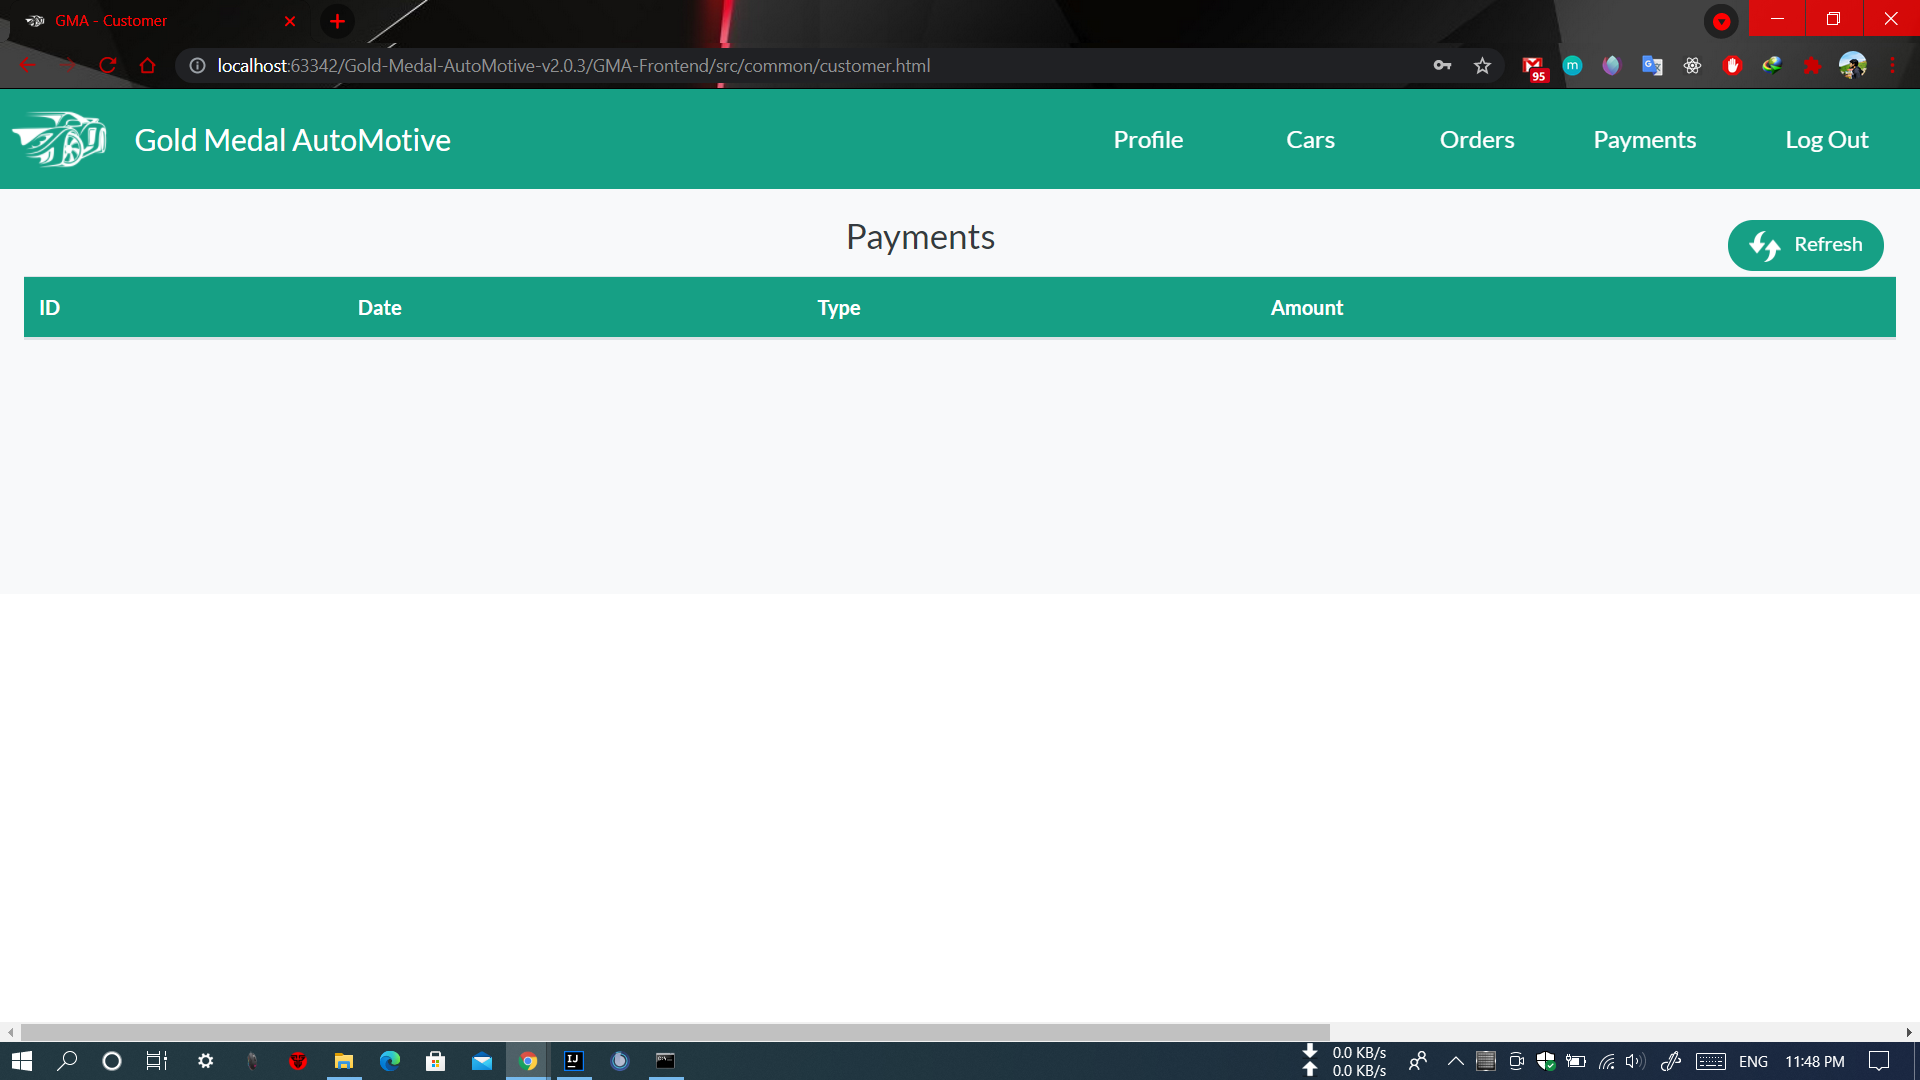 GMA - Customer
localhost:63342/Gold-Medal-AutoMotive-v2.0.3/GMA-Frontend/src/common/customer.html
95
m
Gold Medal AutoMotive
Profile
Cars
Orders
Payments
Log Out
Payments
Refresh
ID
Date
Type
Amount
IJ
0.0 KB/s
0.0 KB/s
ENG
11:48 PM